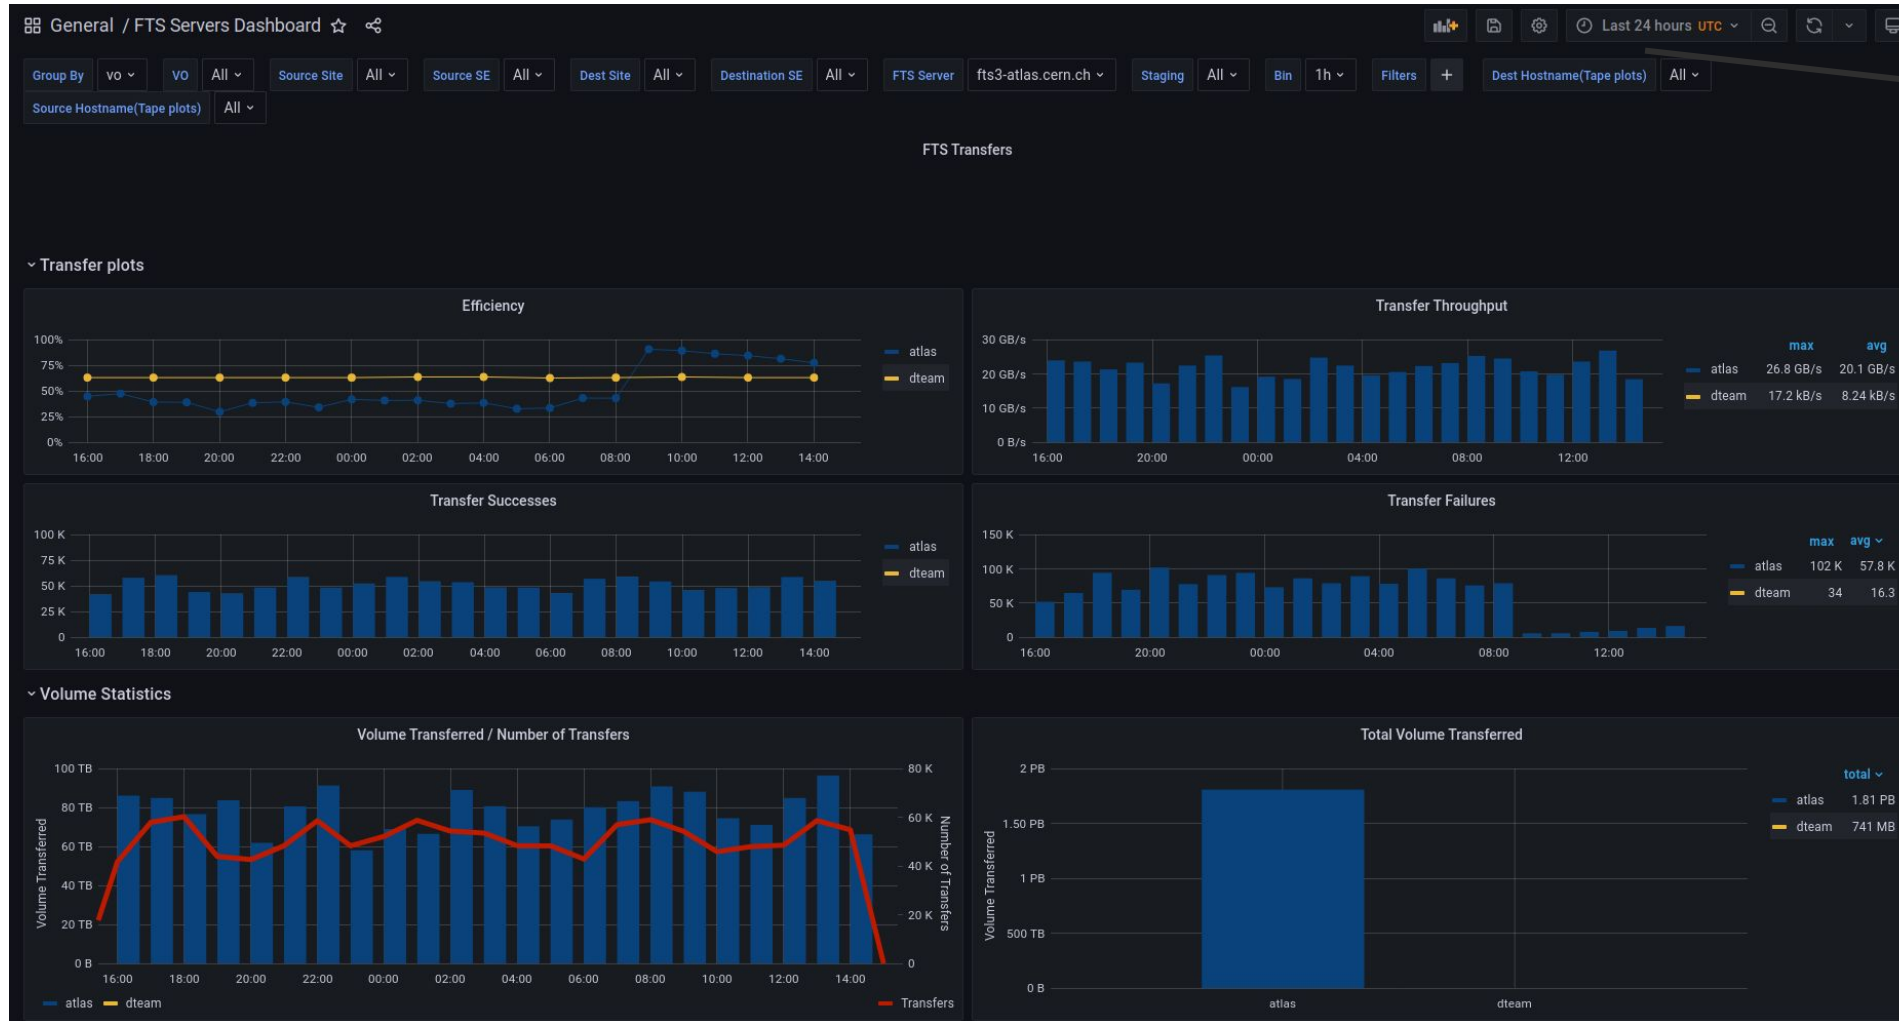 General / FTS Servers Dashboard
Last 24 hours UTC
Group By vo VO All Source Site All Source SE All Dest Site All Destination SE All FTS Server fts3-atlas.cern.ch Staging All Bin 1h Filters + Dest Hostname(Tape plots) All
Source Hostname(Tape plots) All
FTS Transfers
Transfer plots
Efficiency
100%
75%
50%
25%
0%
16:00 18:00 20:00 22:00 00:00 02:00 04:00 06:00 08:00 10:00 12:00 14:00
atlas
dteam
Transfer Throughput
30 GB/s
20 GB/s
10 GB/s
0 B/s
16:00 20:00 00:00 04:00 08:00 12:00
max avg
atlas 26.8 GB/s 20.1 GB/s
dteam 17.2 kB/s 8.24 kB/s
Transfer Successes
100 K
75 K
50 K
25 K
0
16:00 18:00 20:00 22:00 00:00 02:00 04:00 06:00 08:00 10:00 12:00 14:00
atlas
dteam
Transfer Failures
150 K
100 K
50 K
0
16:00 20:00 00:00 04:00 08:00 12:00
max avg
atlas 102 K 57.8 K
dteam 34 16.3
Volume Statistics
Volume Transferred / Number of Transfers
Volume Transferred
100 TB
80 TB
60 TB
40 TB
20 TB
0 B
80 K
60 K
40 K
20 K
0
Number of Transfers
16:00 18:00 20:00 22:00 00:00 02:00 04:00 06:00 08:00 10:00 12:00 14:00
atlas dteam Transfers
Total Volume Transferred
Volume Transferred
2 PB
1.50 PB
1 PB
500 TB
0 B
atlas dteam
total
atlas 1.81 PB
dteam 741 MB